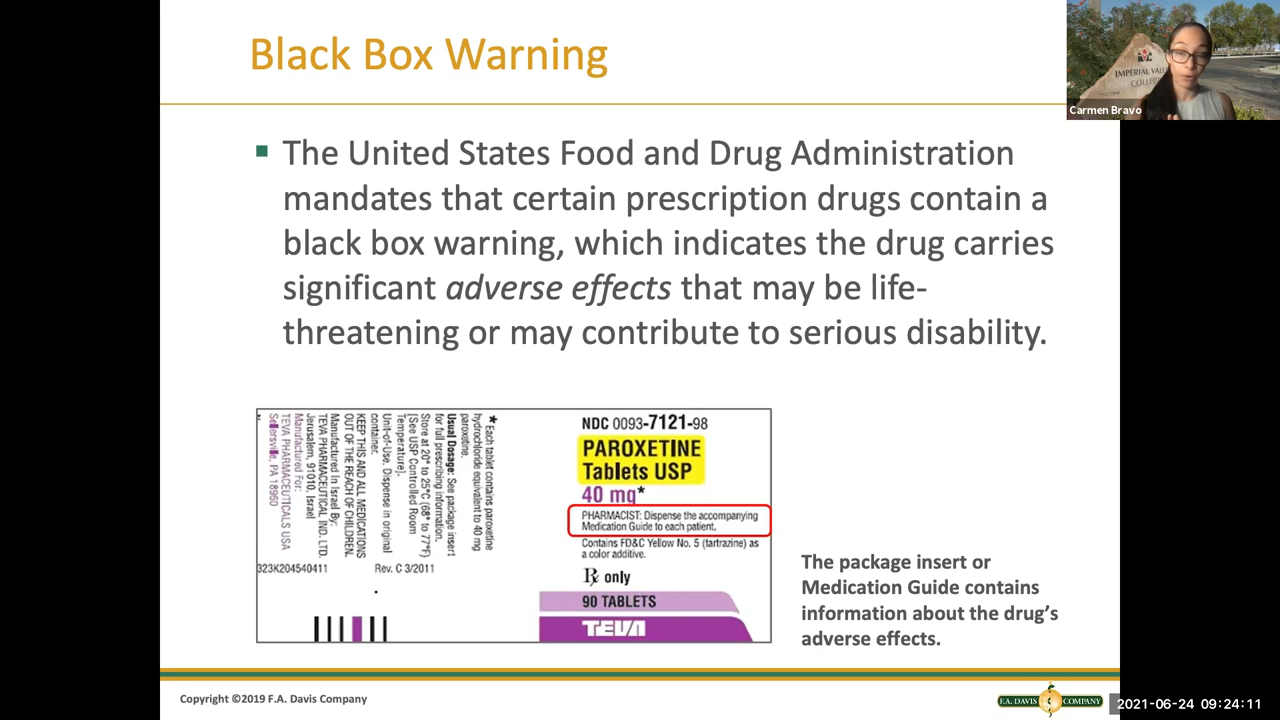 Black Box Warning
IMPERIAL VALLEY
COLLEGE
Carmen Bravo
The United States Food and Drug Administration
mandates that certain prescription drugs contain a
black box warning, which indicates the drug carries
significant adverse effects that may be life-
threatening or may contribute to serious disability.
* Each tablet contains paroxetine
hydrochloride equivalent to 40 mg
paroxetine.
Usual Dosage: See package insert
for full prescribing information.
Store at 20° to 25°C (68° to 77°F)
[See USP Controlled Room
Temperature].
Unit-of-Use. Dispense in original
container.
KEEP THIS AND ALL MEDICATIONS
OUT OF THE REACH OF CHILDREN.
Manufactured In Israel By:
TEVA PHARMACEUTICAL IND. LTD.
Jerusalem, 91010, Israel
Manufactured For:
TEVA PHARMACEUTICALS USA
Sellersville, PA 18960
323K204540411 Rev. C 3/2011
NDC 0093-7121-98
PAROXETINE
Tablets USP
40 mg*
PHARMACIST: Dispense the accompanying
Medication Guide to each patient.
Contains FD&C Yellow No. 5 (tartrazine) as
a color additive.
Rx only
90 TABLETS
TEVA
The package insert or
Medication Guide contains
information about the drug's
adverse effects.
Copyright ©2019 F.A. Davis Company
F.A. DAVIS COMPANY
2021-06-24 09:24:11